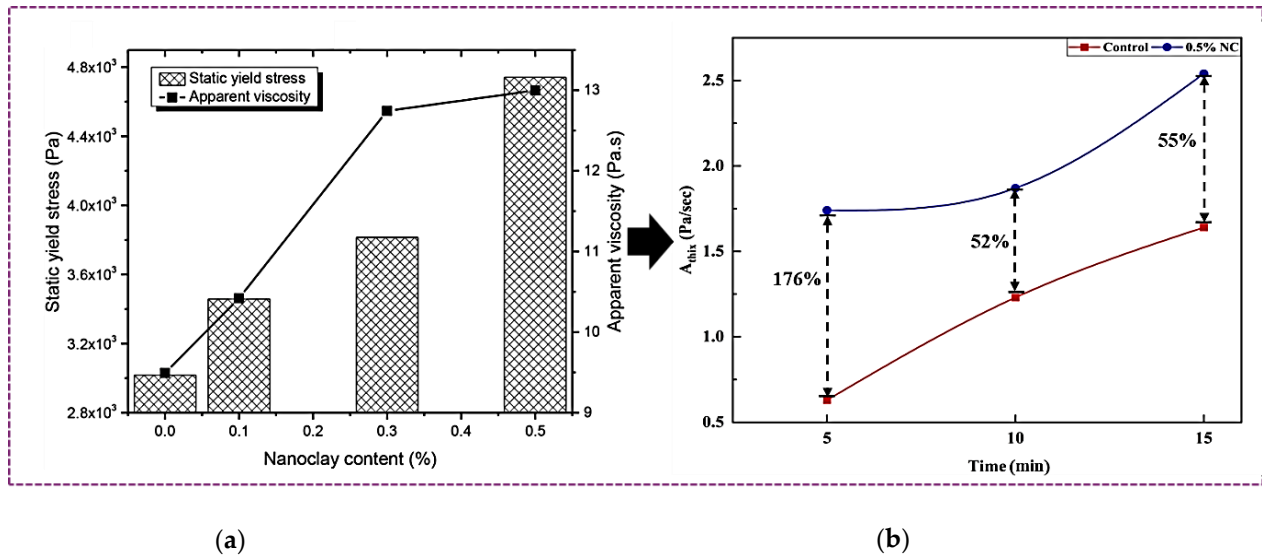 Static yield stress
Apparent viscosity
Static yield stress (Pa)
4.8x10³
4.4x10³
4.0x10³
3.6x10³
3.2x10³
2.8x10³
13
12
11
10
9
Apparent viscosity (Pa.s)
0.0 0.1 0.2 0.3 0.4 0.5
Nanoclay content (%)
Control 0.5% NC
A_thix (Pa/sec)
2.5
2.0
1.5
1.0
0.5
176%
52%
55%
5 10 15
Time (min)
(a) (b)